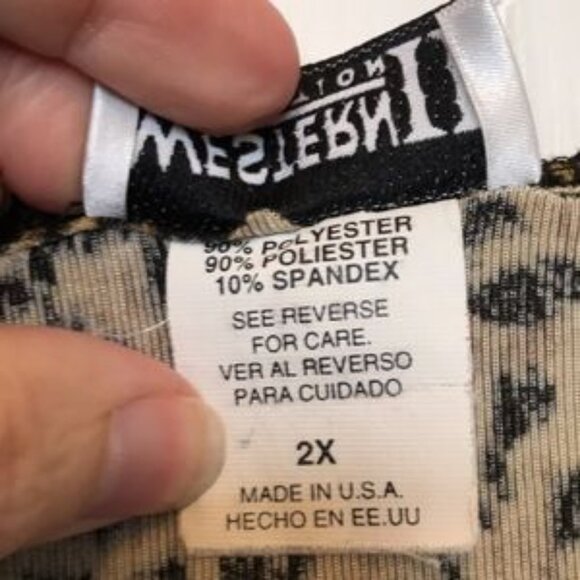 WESTERN II
90% POLYESTER
90% POLIESTER
10% SPANDEX
SEE REVERSE
FOR CARE.
VER AL REVERSO
PARA CUIDADO
2X
MADE IN U.S.A.
HECHO EN EE.UU